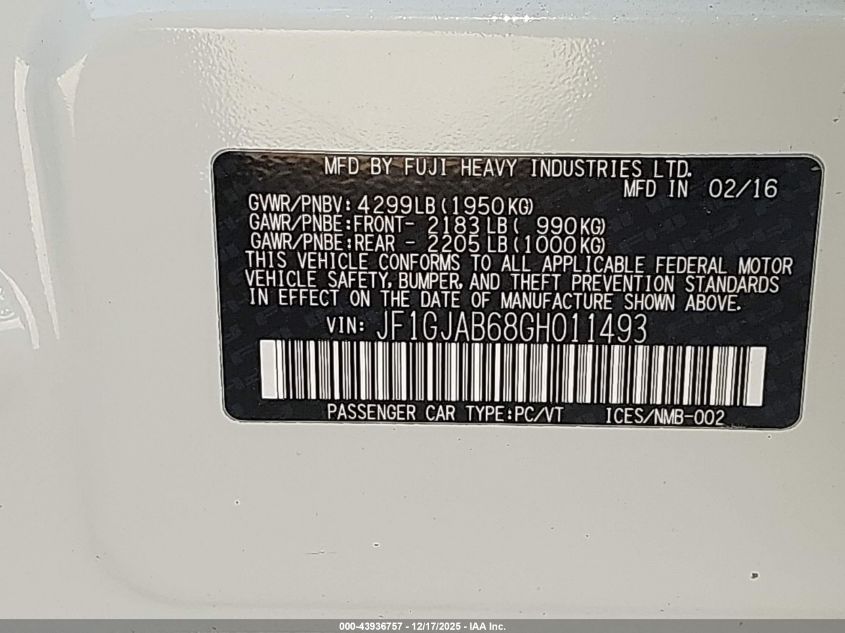 MFD BY FUJI HEAVY INDUSTRIES LTD.
MFD IN 02/16
GVWR/PNBV: 4299LB(1950KG)
GAWR/PNBE:FRONT- 2183 LB( 990KG)
GAWR/PNBE:REAR - 2205 LB(1000KG)
THIS VEHICLE CONFORMS TO ALL APPLICABLE FEDERAL MOTOR
VEHICLE SAFETY, BUMPER, AND THEFT PREVENTION STANDARDS
IN EFFECT ON THE DATE OF MANUFACTURE SHOWN ABOVE.
VIN: JF1GJAB68GH011493
PASSENGER CAR TYPE:PC/VT ICES/NMB-002
000-43936757 - 12/17/2025 - IAA Inc.